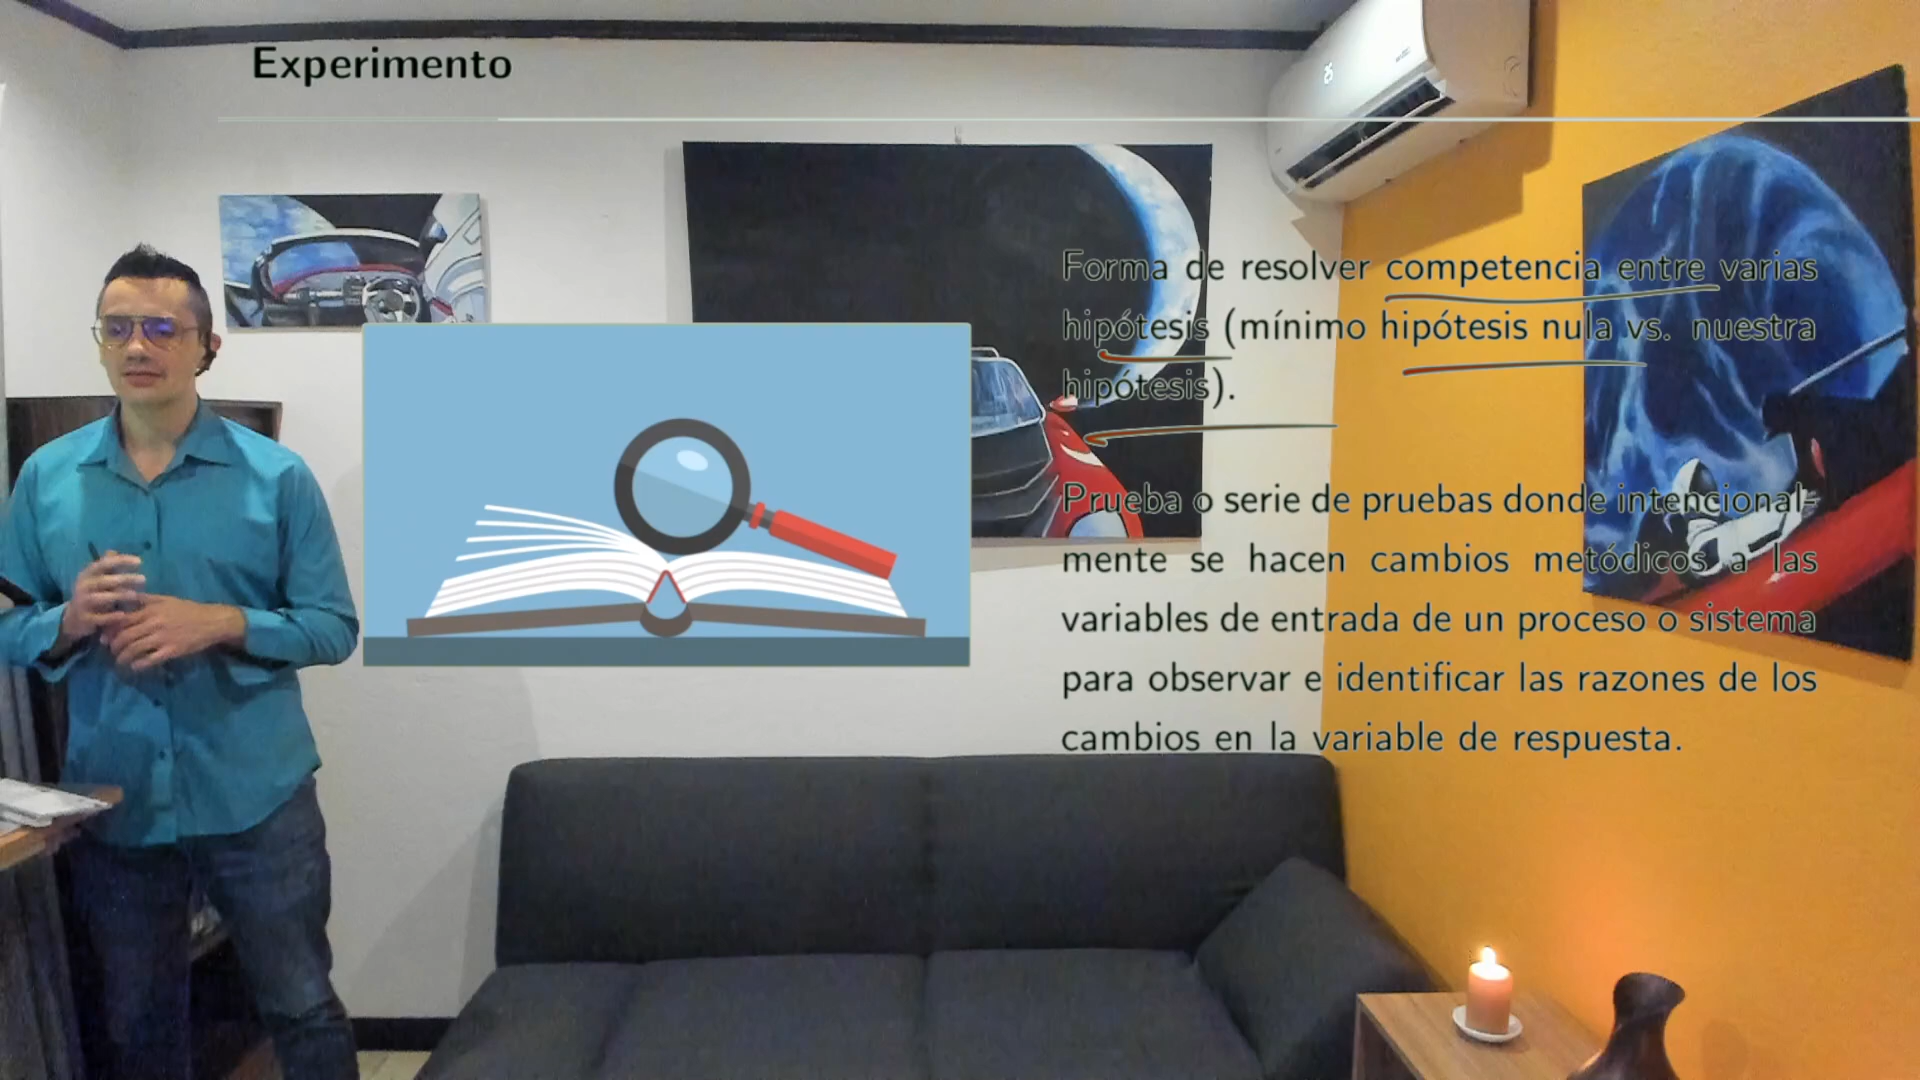 Experimento
Forma de resolver competencia entre varias
hipótesis (mínimo hipótesis nula vs. nuestra
hipótesis).
Prueba o serie de pruebas donde intencional-
mente se hacen cambios metódicos a las
variables de entrada de un proceso o sistema
para observar e identificar las razones de los
cambios en la variable de respuesta.
25